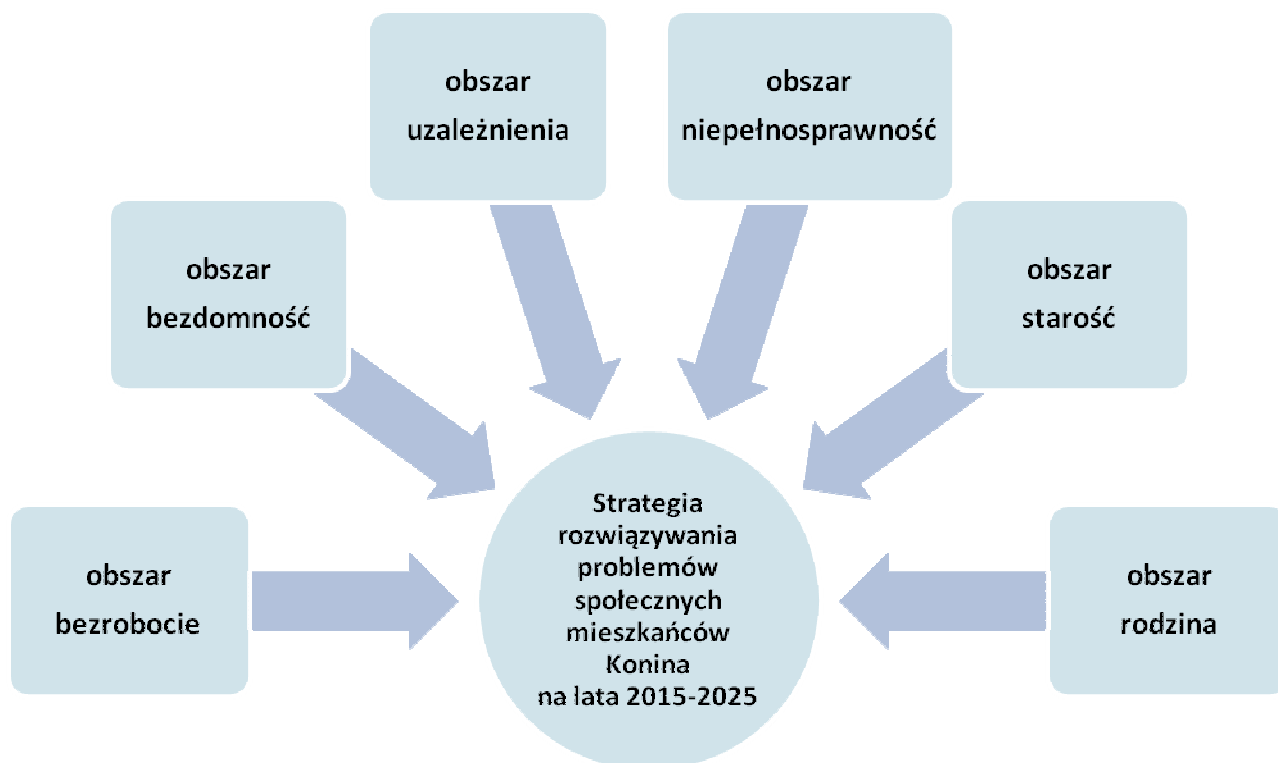 obszar
uzależnienia
obszar
niepełnosprawność
obszar
bezdomność
obszar
starość
obszar
bezrobocie
Strategia
rozwiązywania
problemów
społecznych
mieszkańców
Konina
na lata 2015-2025
obszar
rodzina